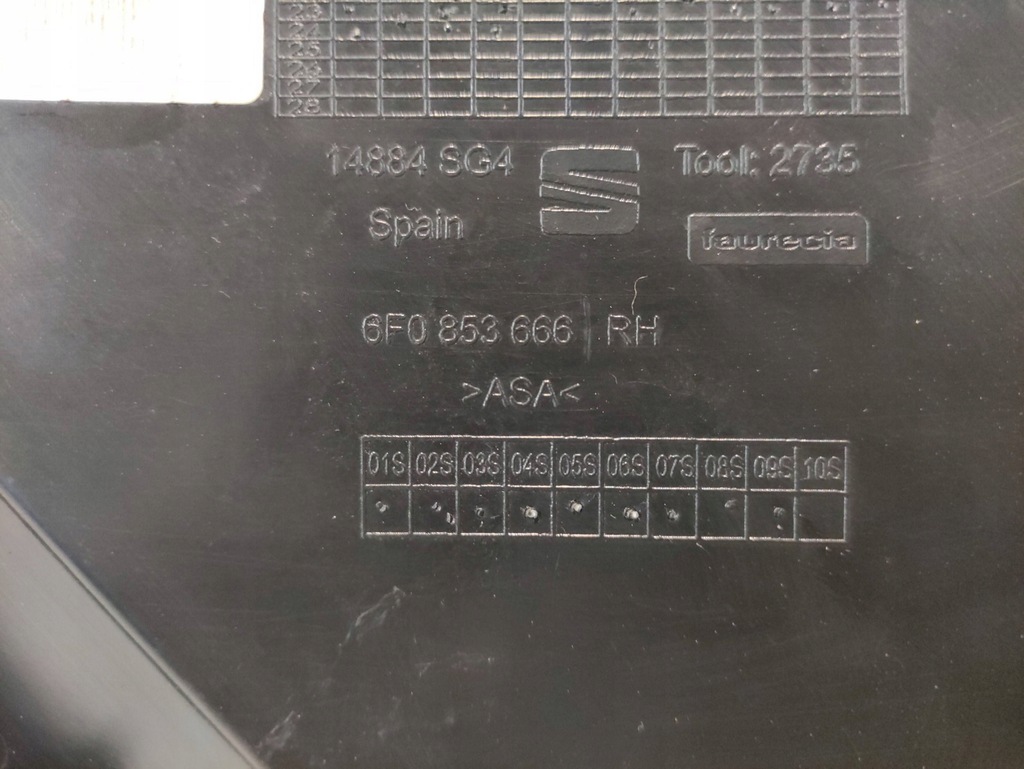 23
24
25
26
27
28
14884 SG4 Tool: 2735
Spain faurecia
6F0 853 666 RH
>ASA<
01S 02S 03S 04S 05S 06S 07S 08S 09S 10S